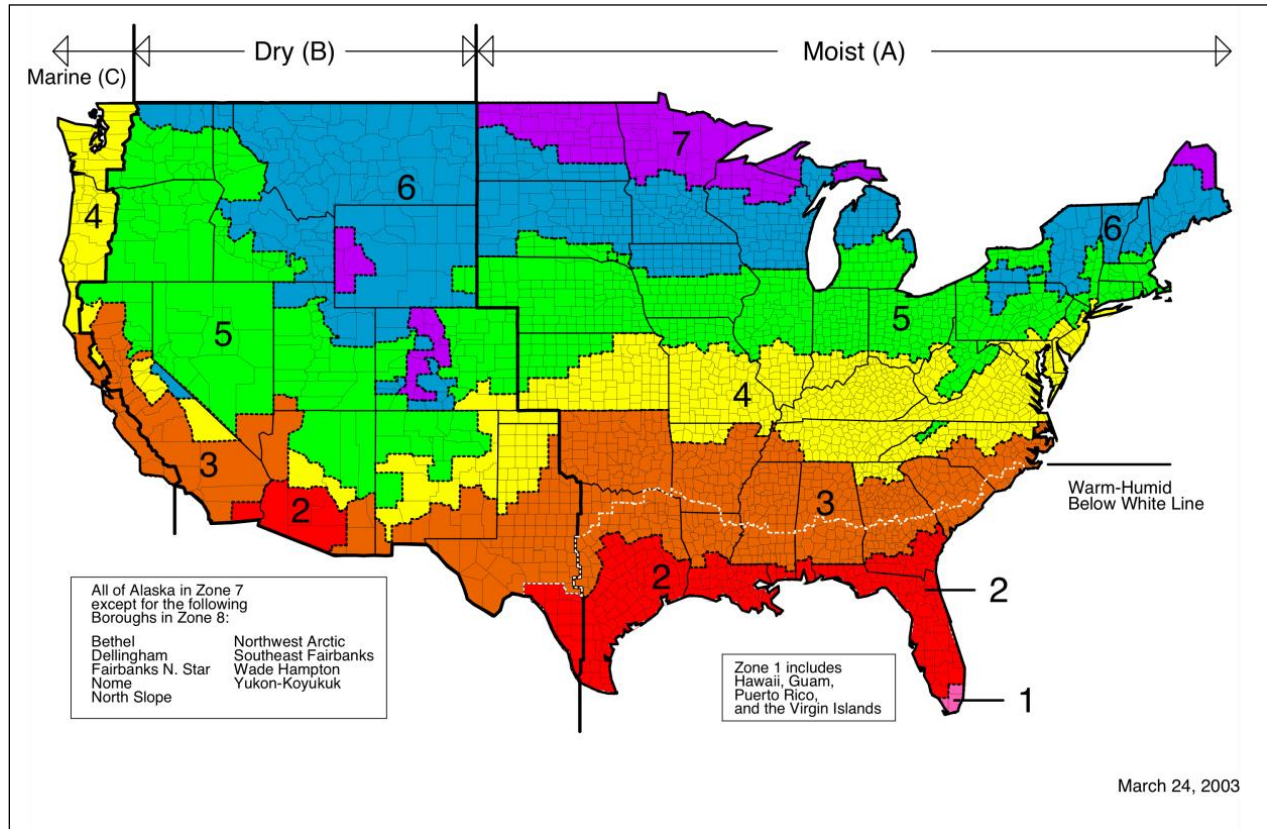 Marine (C)
Dry (B)
Moist (A)
7
6
6
4
5
5
4
3
3
2
2
2
1
Warm-Humid
Below White Line
All of Alaska in Zone 7
except for the following
Boroughs in Zone 8:
Bethel
Dellingham
Fairbanks N. Star
Nome
North Slope
Northwest Arctic
Southeast Fairbanks
Wade Hampton
Yukon-Koyukuk
Zone 1 includes
Hawaii, Guam,
Puerto Rico,
and the Virgin Islands
March 24, 2003